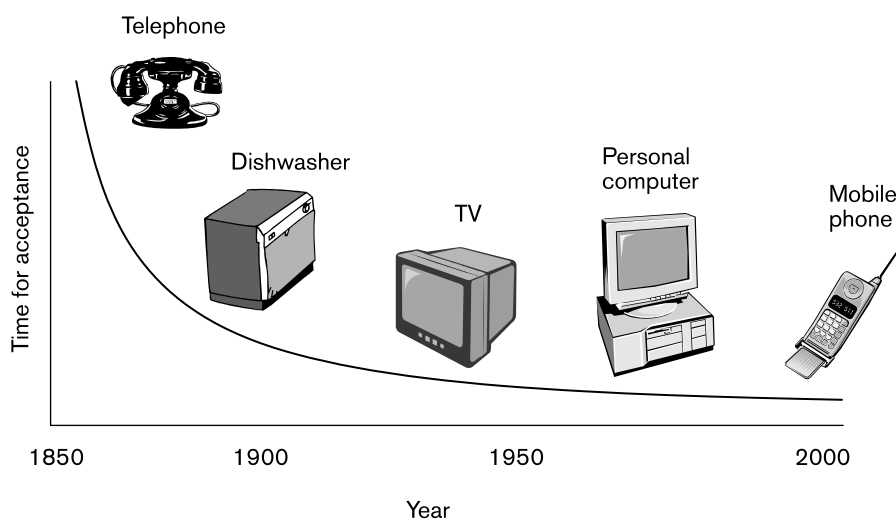 Telephone
Dishwasher
TV
Personal
computer
Mobile
phone
Time for acceptance
1850
1900
1950
2000
Year